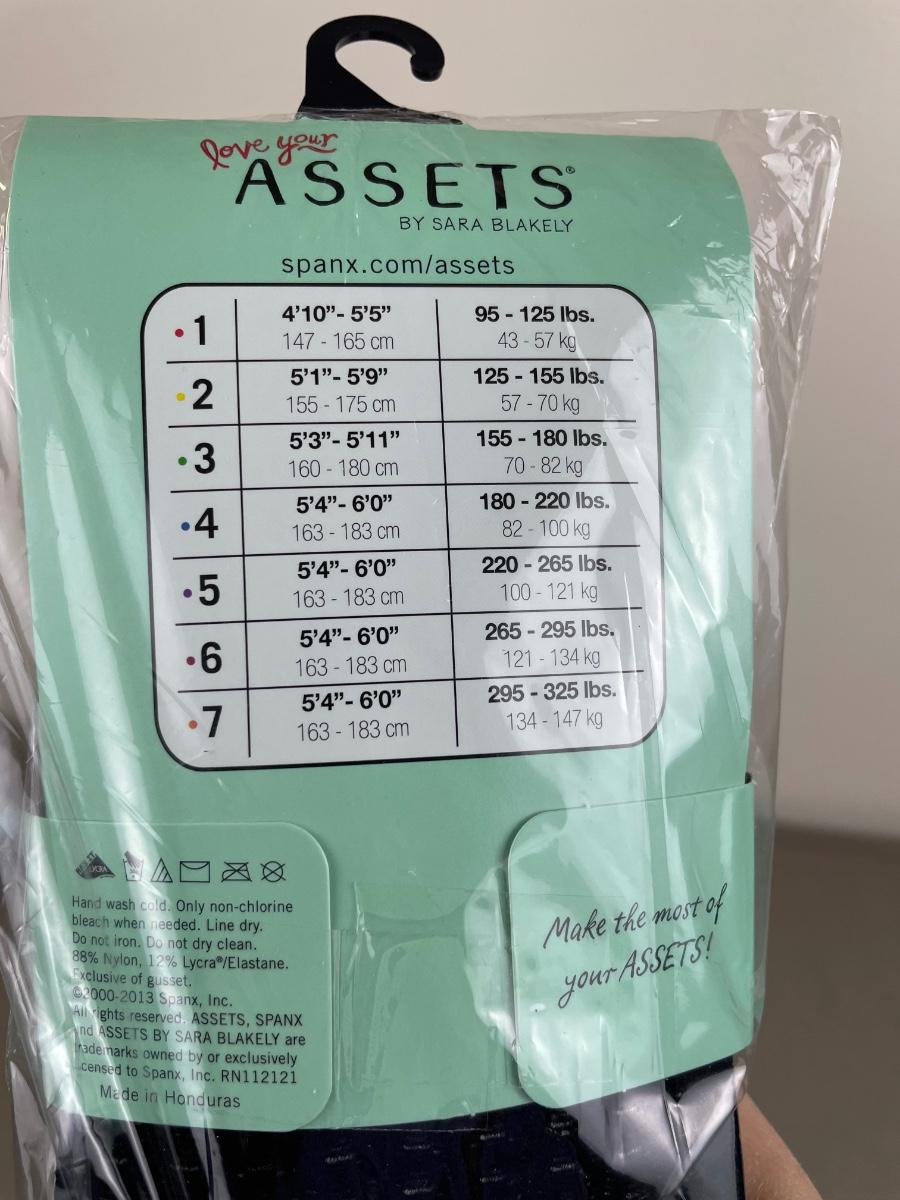 love your
ASSETS®
BY SARA BLAKELY
spanx.com/assets
1 4'10"- 5'5" 95 - 125 lbs.
147 - 165 cm 43 - 57 kg
2 5'1"- 5'9" 125 - 155 lbs.
155 - 175 cm 57 - 70 kg
3 5'3"- 5'11" 155 - 180 lbs.
160 - 180 cm 70 - 82 kg
4 5'4"- 6'0" 180 - 220 lbs.
163 - 183 cm 82 - 100 kg
5 5'4"- 6'0" 220 - 265 lbs.
163 - 183 cm 100 - 121 kg
6 5'4"- 6'0" 265 - 295 lbs.
163 - 183 cm 121 - 134 kg
7 5'4"- 6'0" 295 - 325 lbs.
163 - 183 cm 134 - 147 kg
LYCRA
Hand wash cold. Only non-chlorine
bleach when needed. Line dry.
Do not iron. Do not dry clean.
88% Nylon, 12% Lycra®/Elastane.
Exclusive of gusset.
©2000-2013 Spanx, Inc.
All rights reserved. ASSETS, SPANX
and ASSETS BY SARA BLAKELY are
trademarks owned by or exclusively
licensed to Spanx, Inc. RN112121
Made in Honduras
Make the most of
your ASSETS!